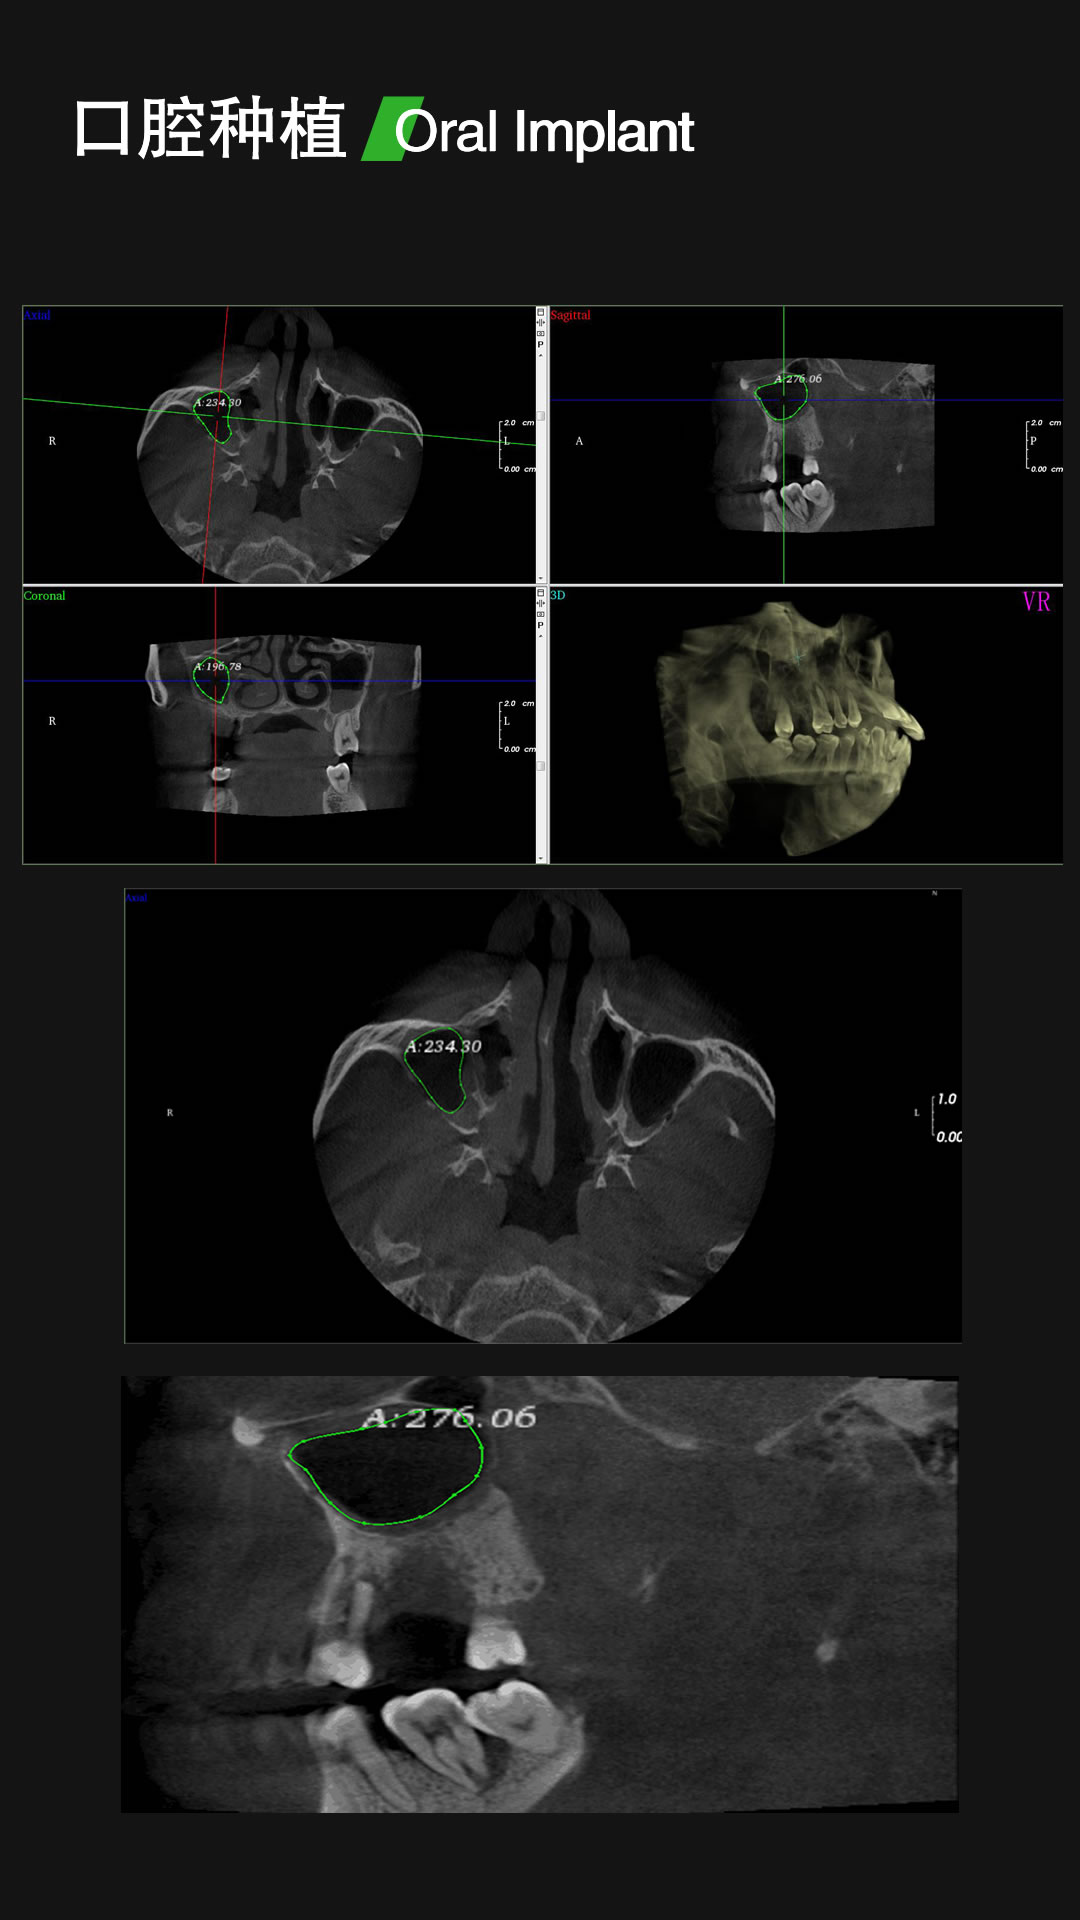 口腔种植 Oral Implant
Axial
A:234.30
R
L
2.0 cm
0.00 cm
P
Sagittal
A:276.06
A
P
2.0 cm
0.00 cm
Coronal
A:196.78
R
L
2.0 cm
0.00 cm
P
3D
VR
Axial
N
A:234.30
R
L
1.0
0.00
A:276.06